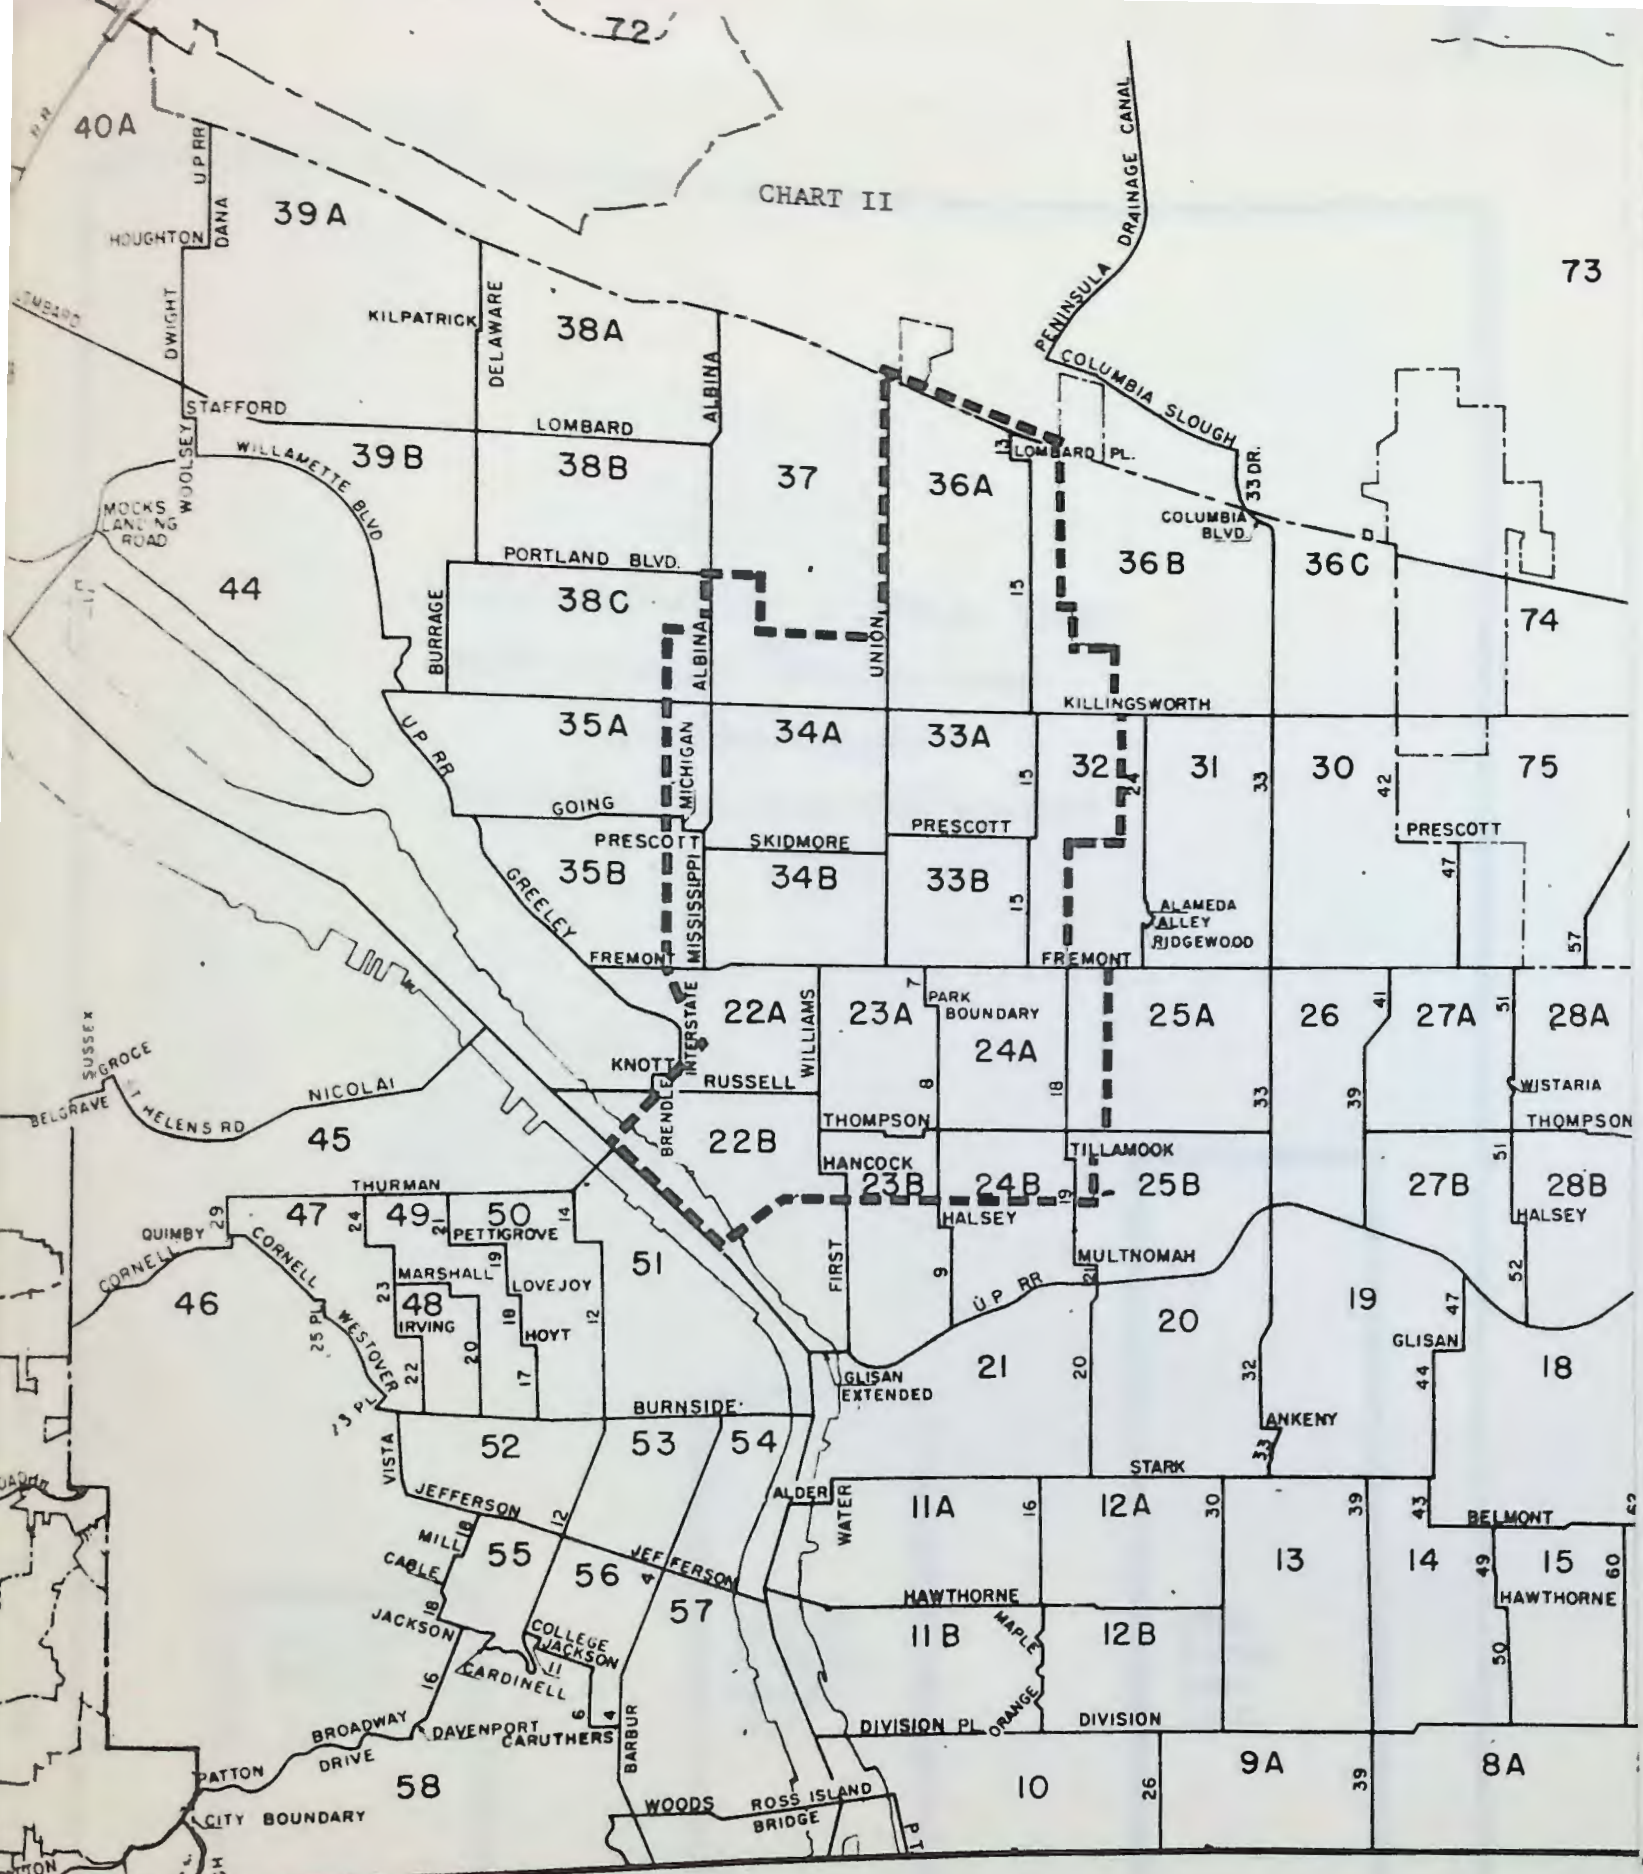 72
40A
R R
UPRR
CHART II
PENINSULA DRAINAGE CANAL
39A
DANA
HOUGHTON
73
DWIGHT
KILPATRICK
DELAWARE
38A
ALBINA
COLUMBIA SLOUGH
STAFFORD
LOMBARD
13
LOMBARD PL.
33 DR.
WOOLSEY
WILLAMETTE BLVD
39B
38B
37
36A
MOCKS
LANDING
ROAD
COLUMBIA
BLVD.
PORTLAND BLVD.
36B
36C
44
38C
15
BURRAGE
ALBINA
UNION
74
KILLINGSWORTH
UP RR
35A
MICHIGAN
34A
33A
15
32
24
31
33
30
42
75
GOING
PRESCOTT
SKIDMORE
PRESCOTT
PRESCOTT
35B
MISSISSIPPI
34B
33B
15
47
GREELEY
ALAMEDA
ALLEY
RIDGEWOOD
57
FREMONT
FREMONT
INTERSTATE
22A
WILLIAMS
23A
7
PARK
BOUNDARY
24A
25A
26
41
27A
51
28A
SUSSEX
GROCE
KNOTT
RUSSELL
8
18
33
39
WISTARIA
NICOLAI
BELGRAVE
ST HELENS RD
BRENDLE
THOMPSON
THOMPSON
45
22B
HANCOCK
23B
24B
TILLAMOOK
19
25B
27B
51
28B
THURMAN
HALSEY
HALSEY
QUIMBY
29
47
24
49
21
50
14
PETTIGROVE
CORNELL
CORNELL
19
51
FIRST
9
UP RR
MULTNOMAH
21
52
MARSHALL
LOVEJOY
46
23
48
IRVING
18
HOYT
12
25 PL.
WESTOVER
20
19
47
GLISAN
22
20
17
21
20
32
44
18
GLISAN
EXTENDED
23 PL.
BURNSIDE
ANKENY
33
VISTA
52
53
54
STARK
JEFFERSON
12
ALDER
WATER
11A
16
12A
30
39
43
BELMONT
62
MILL
18
55
13
14
49
15
60
CABLE
56
4
JEFFERSON
18
57
HAWTHORNE
HAWTHORNE
JACKSON
COLLEGE
JACKSON
11
11B
MAPLE
12B
50
16
CARDINELL
ORANGE
BROADWAY
DRIVE
DAVENPORT
CARUTHERS
6
4
BARBUR
DIVISION PL.
DIVISION
PATTON
58
9A
39
8A
10
26
CITY BOUNDARY
WOODS
ROSS ISLAND
BRIDGE